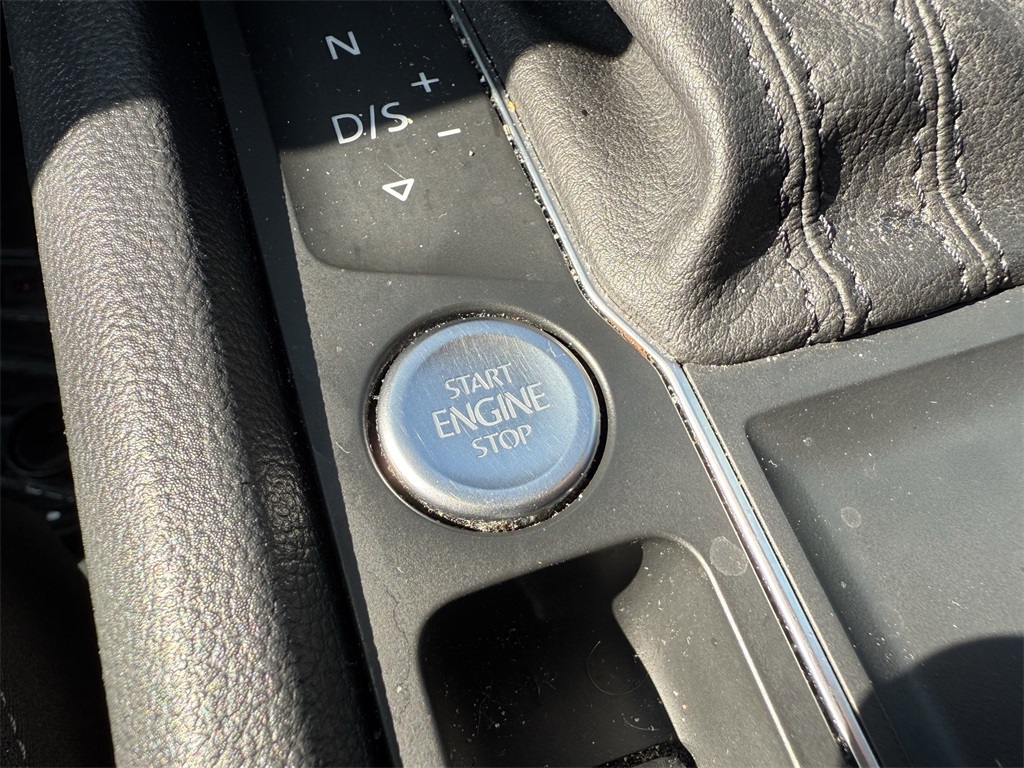 N
+
D/S
−
START
ENGINE
STOP